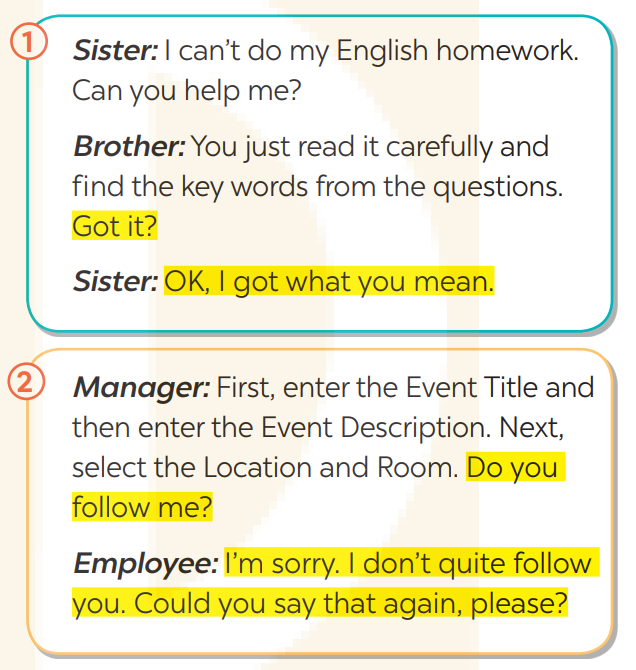 1
Sister: I can’t do my English homework.
Can you help me?
Brother: You just read it carefully and
find the key words from the questions.
Got it?
Sister: OK, I got what you mean.
2
Manager: First, enter the Event Title and
then enter the Event Description. Next,
select the Location and Room. Do you
follow me?
Employee: I’m sorry. I don’t quite follow
you. Could you say that again, please?